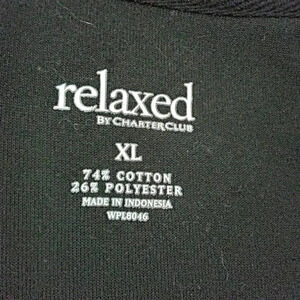 relaxed
BY CHARTER CLUB
XL
74% COTTON
26% POLYESTER
MADE IN INDONESIA
WPL8046